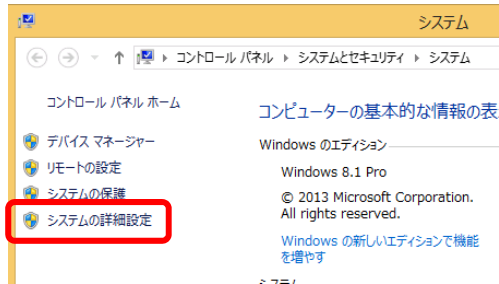 システム
コントロール パネル ▸ システムとセキュリティ ▸ システム
コントロール パネル ホーム
デバイス マネージャー
リモートの設定
システムの保護
システムの詳細設定
コンピューターの基本的な情報の表
Windows のエディション
Windows 8.1 Pro
© 2013 Microsoft Corporation.
All rights reserved.
Windows の新しいエディションで機能
を増やす
システム